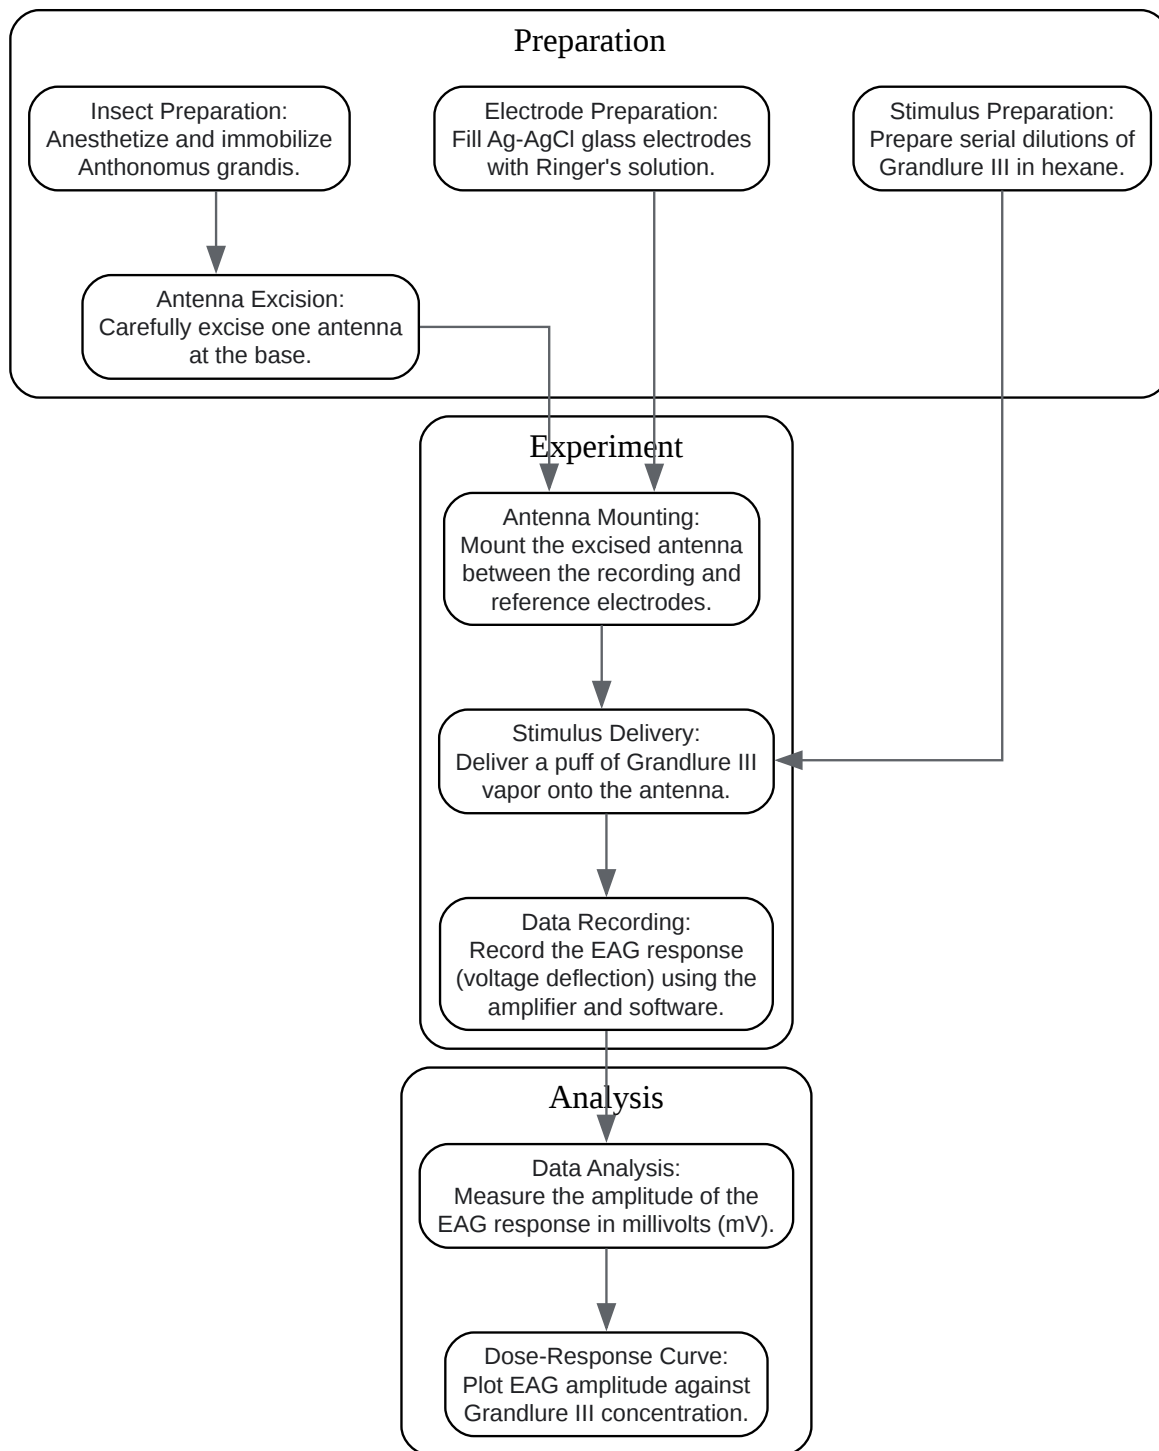 Preparation
Insect Preparation:
Anesthetize and immobilize
Anthonomus grandis.
Electrode Preparation:
Fill Ag-AgCl glass electrodes
with Ringer's solution.
Stimulus Preparation:
Prepare serial dilutions of
Grandlure III in hexane.
Antenna Excision:
Carefully excise one antenna
at the base.
Experiment
Antenna Mounting:
Mount the excised antenna
between the recording and
reference electrodes.
Stimulus Delivery:
Deliver a puff of Grandlure III
vapor onto the antenna.
Data Recording:
Record the EAG response
(voltage deflection) using the
amplifier and software.
Analysis
Data Analysis:
Measure the amplitude of the
EAG response in millivolts (mV).
Dose-Response Curve:
Plot EAG amplitude against
Grandlure III concentration.